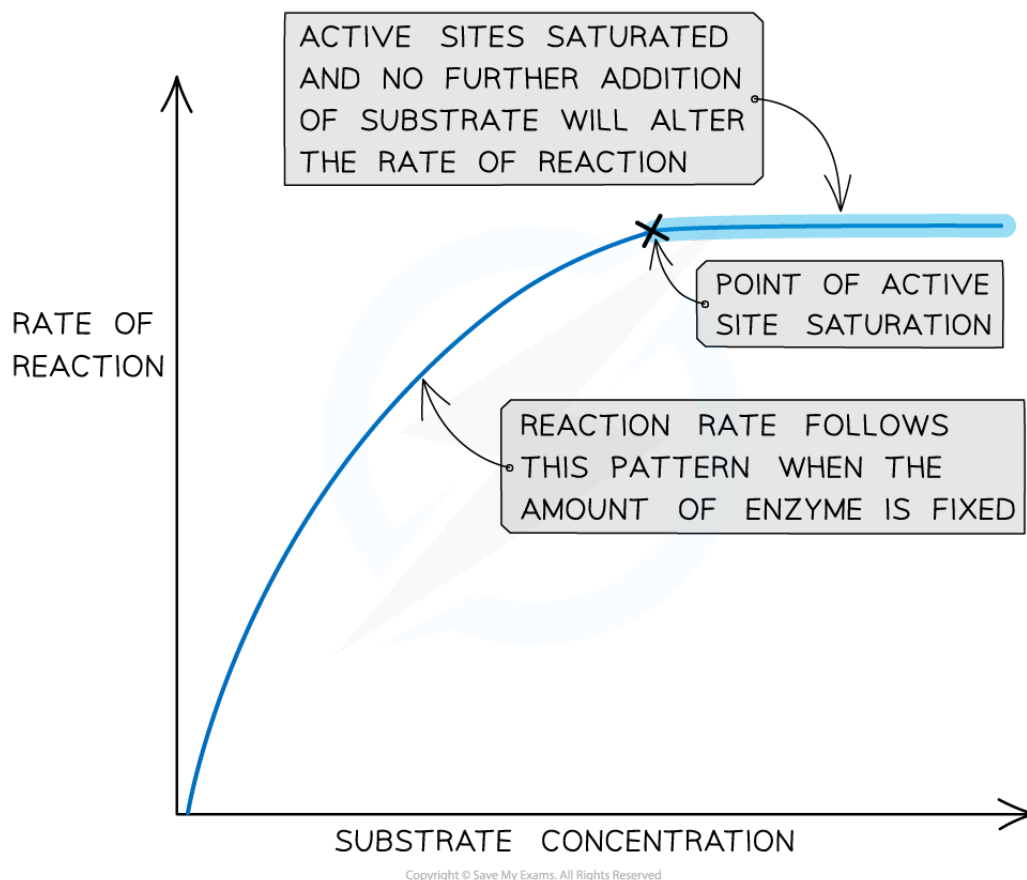 ACTIVE SITES SATURATED
AND NO FURTHER ADDITION
OF SUBSTRATE WILL ALTER
THE RATE OF REACTION
POINT OF ACTIVE
SITE SATURATION
RATE OF
REACTION
REACTION RATE FOLLOWS
THIS PATTERN WHEN THE
AMOUNT OF ENZYME IS FIXED
SUBSTRATE CONCENTRATION
Copyright © Save My Exams. All Rights Reserved